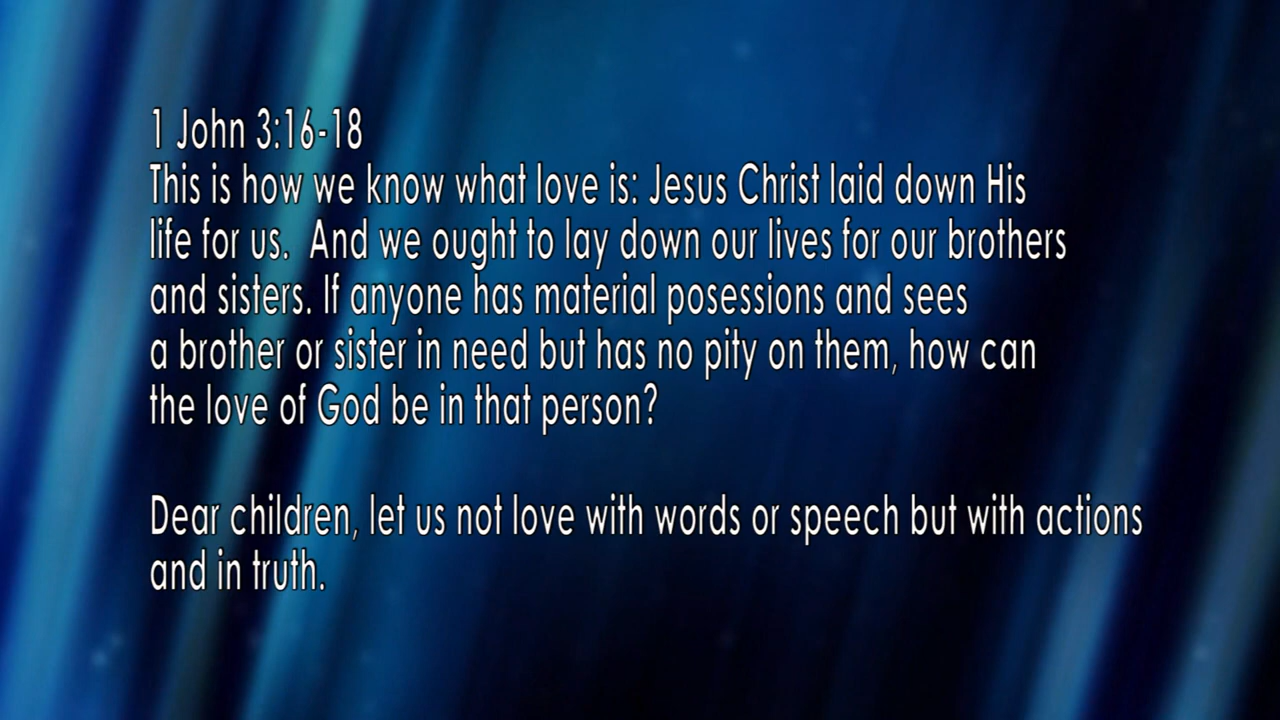 1 John 3:16-18
This is how we know what love is: Jesus Christ laid down His
life for us.  And we ought to lay down our lives for our brothers
and sisters. If anyone has material posessions and sees
a brother or sister in need but has no pity on them, how can
the love of God be in that person?
Dear children, let us not love with words or speech but with actions
and in truth.